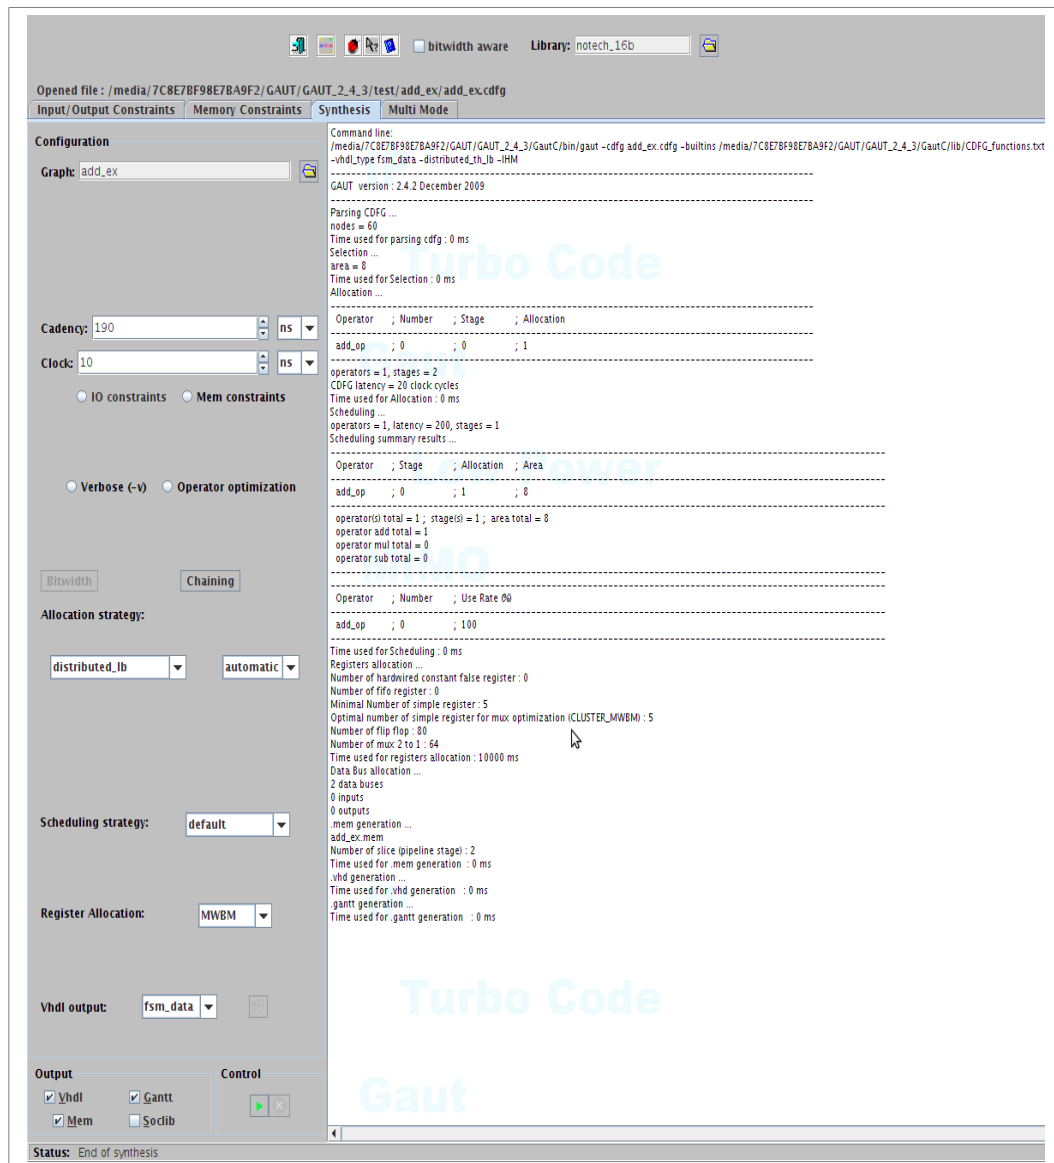 bitwidth aware Library: notech_16b
Opened file : /media/7C8E7BF98E7BA9F2/GAUT/GAUT_2_4_3/test/add_ex/add_ex.cdfg
Input/Output Constraints Memory Constraints Synthesis Multi Mode
Configuration
Graph: add_ex
Cadency: 190 ns
Clock: 10 ns
IO constraints Mem constraints
Verbose (-v) Operator optimization
Bitwidth Chaining
Allocation strategy:
distributed_lb automatic
Scheduling strategy: default
Register Allocation: MWBM
Vhdl output: fsm_data
Output Control
Vhdl Gantt
Mem Soclib
Command line:
/media/7C8E7BF98E7BA9F2/GAUT/GAUT_2_4_3/GautC/bin/gaut -cdfg add_ex.cdfg -builtins /media/7C8E7BF98E7BA9F2/GAUT/GAUT_2_4_3/GautC/lib/CDFG_functions.txt
-vhdl_type fsm_data -distributed_th_lb -IHM
GAUT version : 2.4.2 December 2009
Parsing CDFG ...
nodes = 60
Time used for parsing cdfg : 0 ms
Selection ...
area = 8
Time used for Selection : 0 ms
Allocation ...
Operator ; Number ; Stage ; Allocation
add_op ; 0 ; 0 ; 1
operators = 1, stages = 2
CDFG latency = 20 clock cycles
Time used for Allocation : 0 ms
Scheduling ...
operators = 1, latency = 200, stages = 1
Scheduling summary results ...
Operator ; Stage ; Allocation ; Area
add_op ; 0 ; 1 ; 8
operator(s) total = 1 ; stage(s) = 1 ; area total = 8
operator add total = 1
operator mul total = 0
operator sub total = 0
Operator ; Number ; Use Rate (%)
add_op ; 0 ; 100
Time used for Scheduling : 0 ms
Registers allocation ...
Number of hardwired constant false register : 0
Number of fifo register : 0
Minimal Number of simple register : 5
Optimal number of simple register for mux optimization (CLUSTER_MWBM) : 5
Number of flip flop : 80
Number of mux 2 to 1 : 64
Time used for registers allocation : 10000 ms
Data Bus allocation ...
2 data buses
0 inputs
0 outputs
.mem generation ...
add_ex.mem
Number of slice (pipeline stage) : 2
Time used for .mem generation : 0 ms
.vhd generation ...
Time used for .vhd generation : 0 ms
.gantt generation ...
Time used for .gantt generation : 0 ms
Turbo Code
Gaut
Low Power
MIMO
Turbo Code
Gaut
Status: End of synthesis